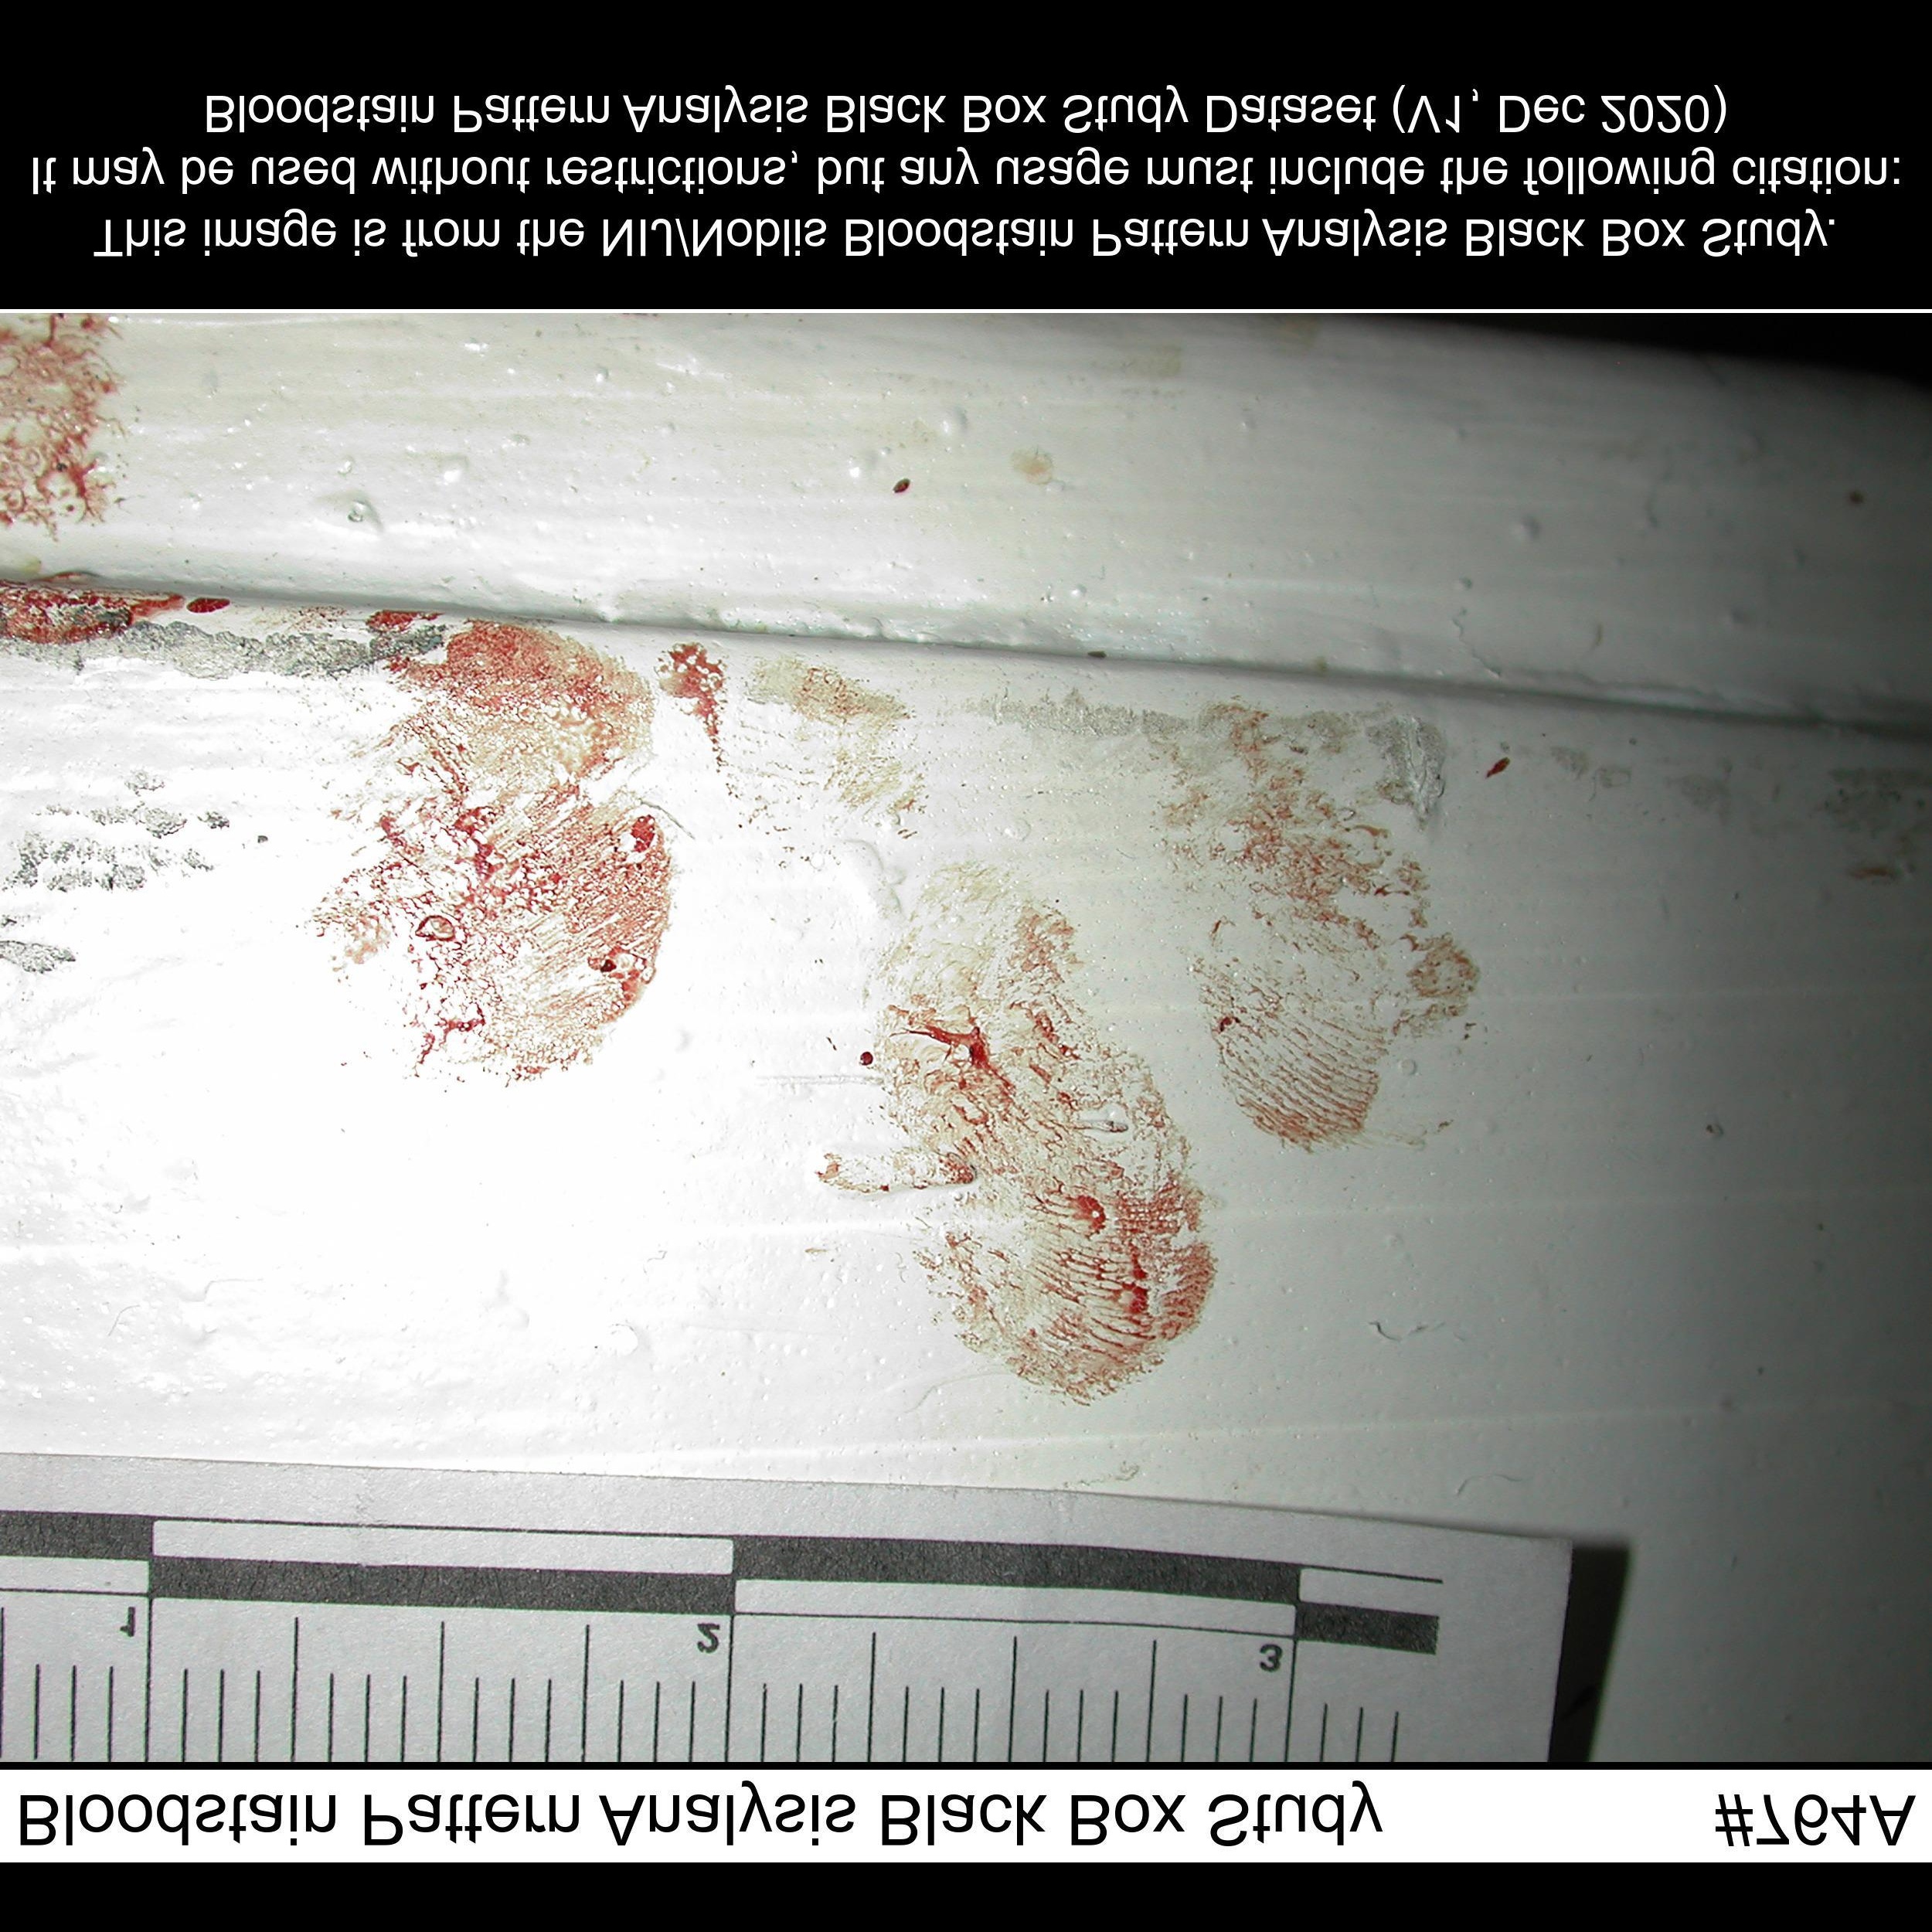 Bloodstain Pattern Analysis Black Box Study #764A
1 2 3
This image is from the NIJ/Noblis Bloodstain Pattern Analysis Black Box Study.
It may be used without restrictions, but any usage must include the following citation:
Bloodstain Pattern Analysis Black Box Study Dataset (V1, Dec 2020)